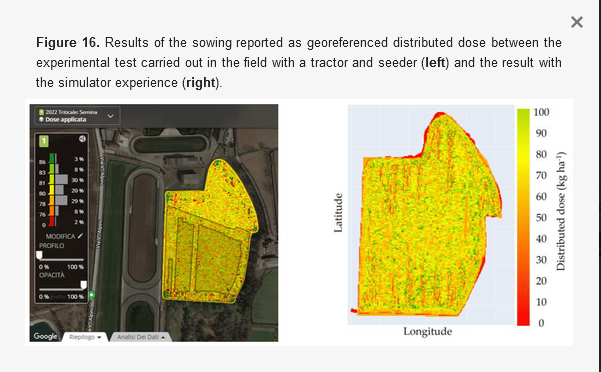 ×
Figure 16. Results of the sowing reported as georeferenced distributed dose between the
experimental test carried out in the field with a tractor and seeder (left) and the result with
the simulator experience (right).
2022 Triticale: Semina
Dose applicata
1
86 3 %
83 8 %
81 30 %
80 20 %
78 29 %
76 8 %
0 2 %
MODIFICA
PROFILO
0 % 100 %
OPACITÀ
0 % 100 %
Google
Riepilogo
Analisi Dei Dati
Latitude
Longitude
100
90
80
70
60
50
40
30
20
10
0
Distributed dose (kg ha⁻¹)